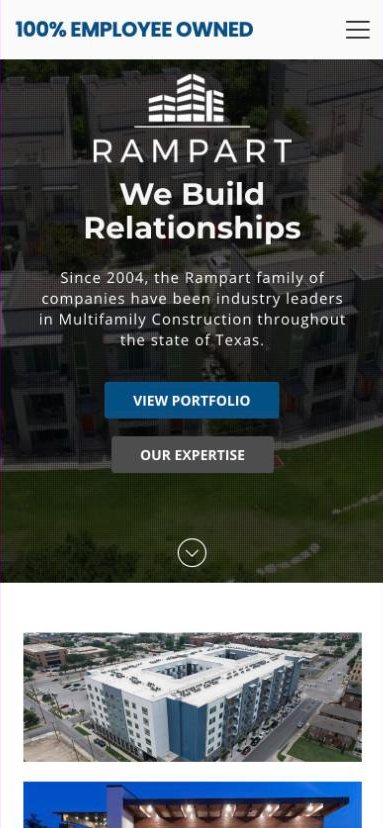 100% EMPLOYEE OWNED
RAMPART
We Build
Relationships
Since 2004, the Rampart family of
companies have been industry leaders
in Multifamily Construction throughout
the state of Texas.
VIEW PORTFOLIO
OUR EXPERTISE